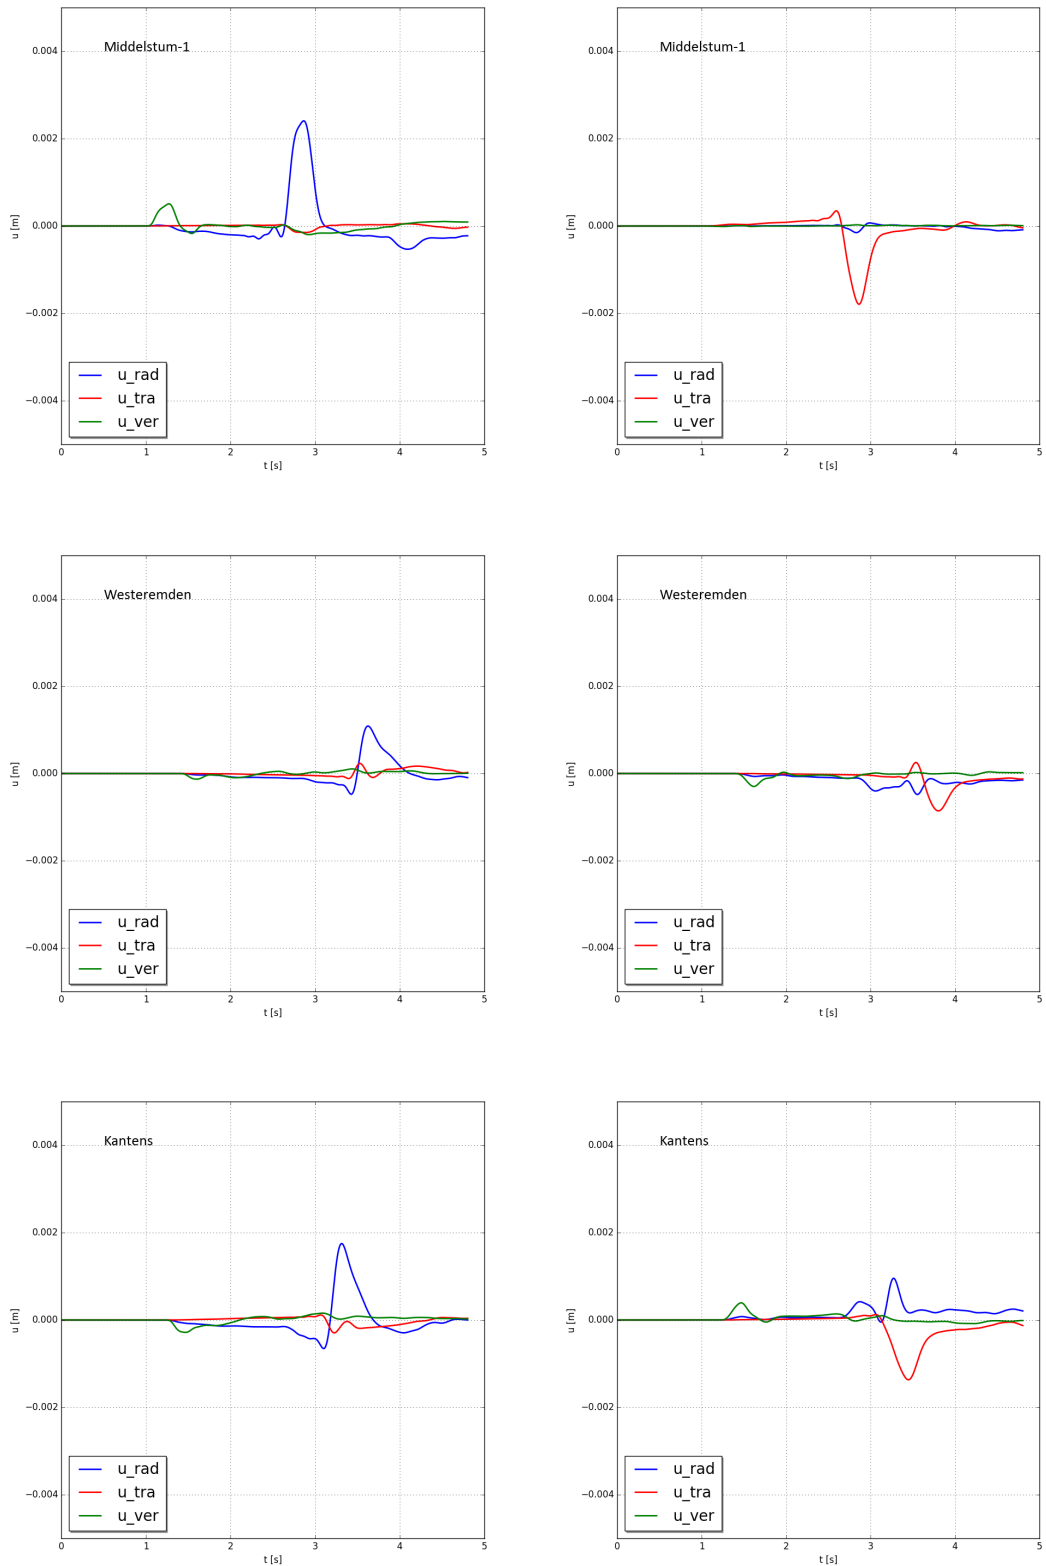 Middelstum-1
u [m]
0.004
0.002
0.000
−0.002
−0.004
u_rad
u_tra
u_ver
0 1 2 3 4 5
t [s]
Middelstum-1
u [m]
0.004
0.002
0.000
−0.002
−0.004
u_rad
u_tra
u_ver
0 1 2 3 4 5
t [s]
Westeremden
u [m]
0.004
0.002
0.000
−0.002
−0.004
u_rad
u_tra
u_ver
0 1 2 3 4 5
t [s]
Westeremden
u [m]
0.004
0.002
0.000
−0.002
−0.004
u_rad
u_tra
u_ver
0 1 2 3 4 5
t [s]
Kantens
u [m]
0.004
0.002
0.000
−0.002
−0.004
u_rad
u_tra
u_ver
0 1 2 3 4 5
t [s]
Kantens
u [m]
0.004
0.002
0.000
−0.002
−0.004
u_rad
u_tra
u_ver
0 1 2 3 4 5
t [s]